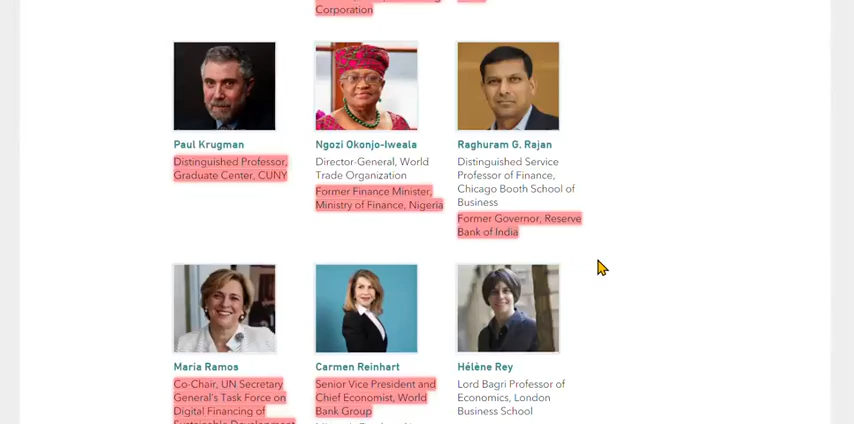 Corporation
Paul Krugman
Distinguished Professor,
Graduate Center, CUNY
Ngozi Okonjo-Iweala
Director-General, World
Trade Organization
Former Finance Minister,
Ministry of Finance, Nigeria
Raghuram G. Rajan
Distinguished Service
Professor of Finance,
Chicago Booth School of
Business
Former Governor, Reserve
Bank of India
Maria Ramos
Co-Chair, UN Secretary
General's Task Force on
Digital Financing of
Sustainable Development
Carmen Reinhart
Senior Vice President and
Chief Economist, World
Bank Group
Hélène Rey
Lord Bagri Professor of
Economics, London
Business School